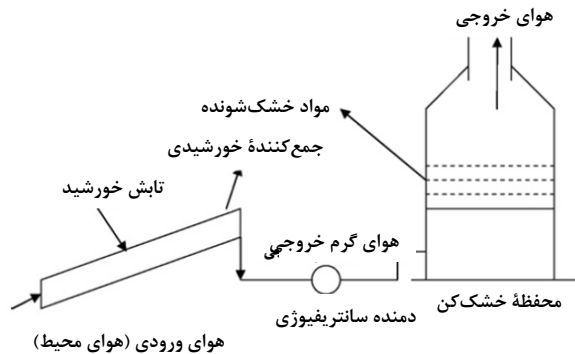 هوای خروجی
مواد خشک‌شونده
جمع‌کنندهٔ خورشیدی
تابش خورشید
هوای گرم خروجی
محفظهٔ خشک‌کن
دمنده سانتریفیوژی
هوای ورودی (هوای محیط)